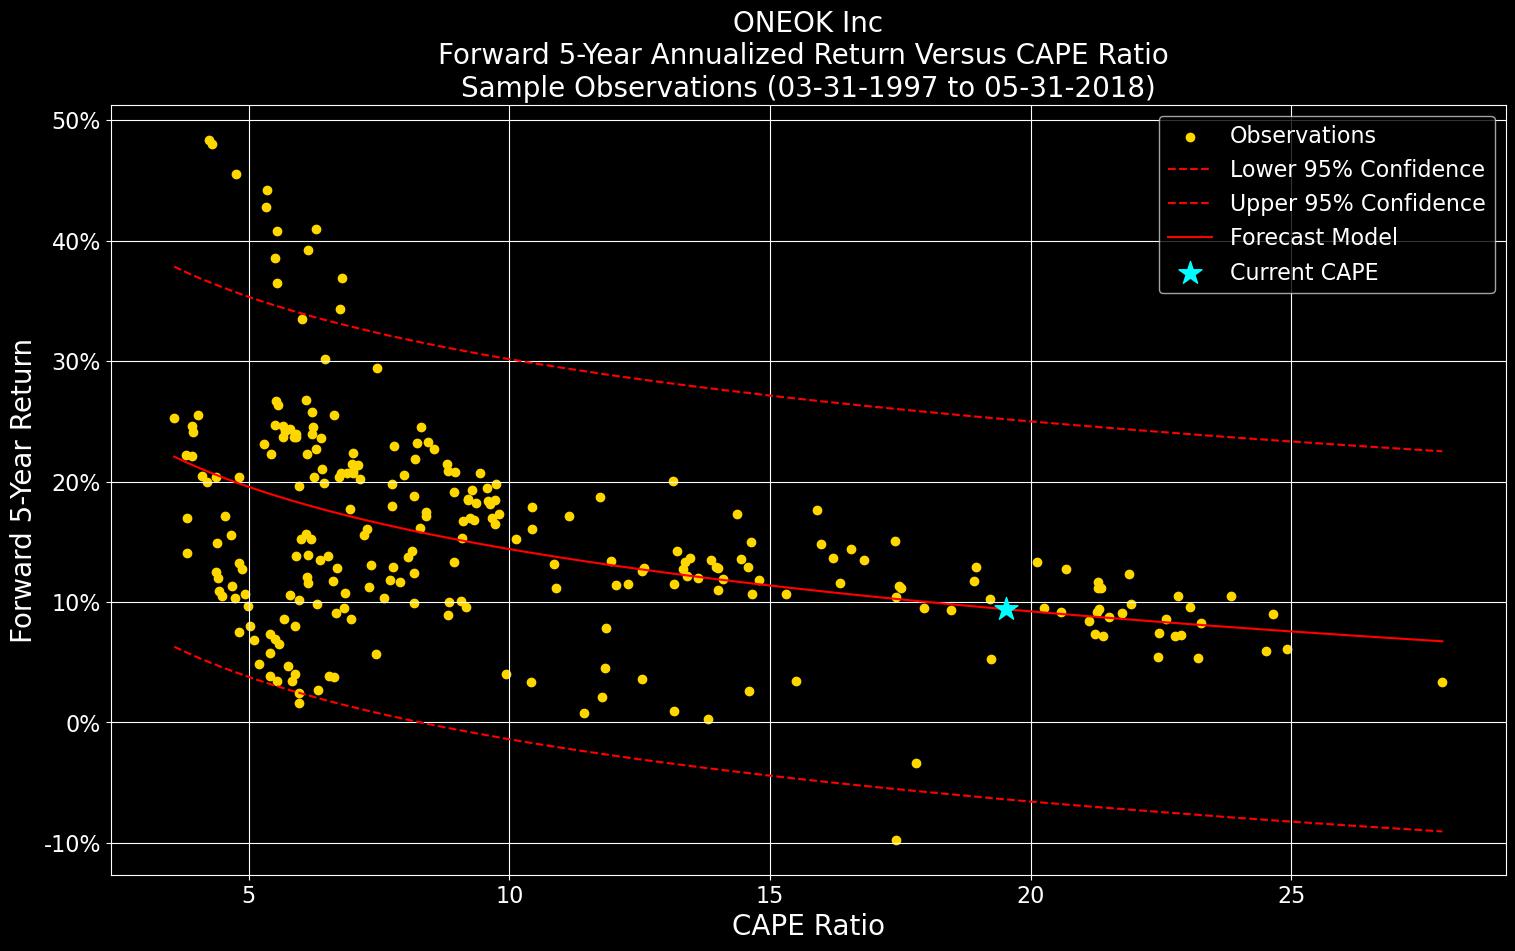 ONEOK Inc
Forward 5-Year Annualized Return Versus CAPE Ratio
Sample Observations (03-31-1997 to 05-31-2018)
Observations
Lower 95% Confidence
Upper 95% Confidence
Forecast Model
Current CAPE
Forward 5-Year Return
50%
40%
30%
20%
10%
0%
-10%
5
10
15
20
25
CAPE Ratio